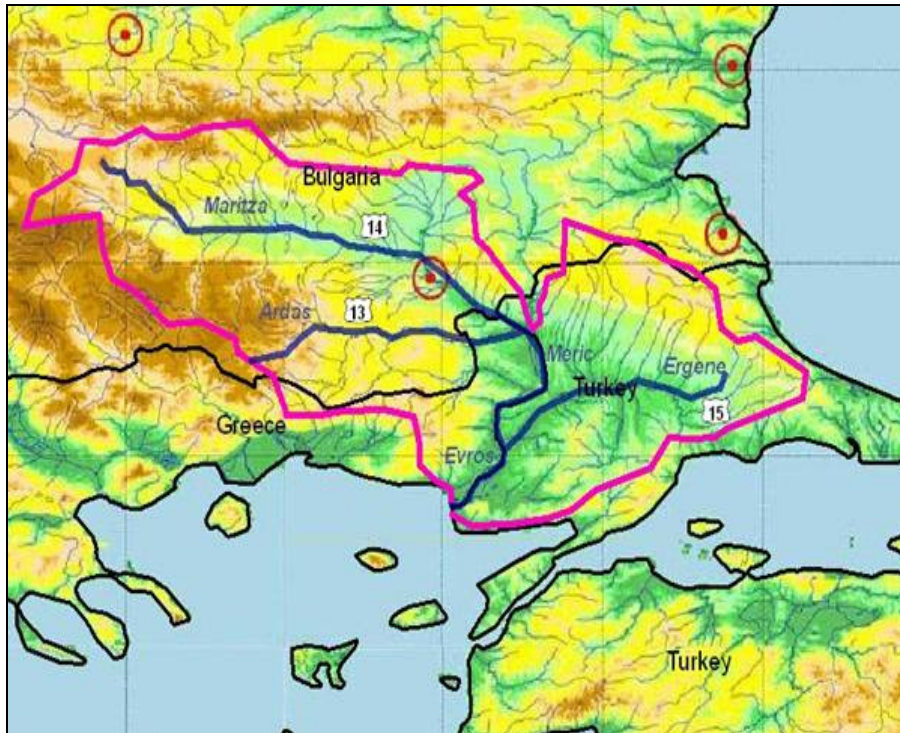 Bulgaria
Maritza
14
Ardas
13
Meric
Ergene
Turkey
15
Greece
Evros
Turkey